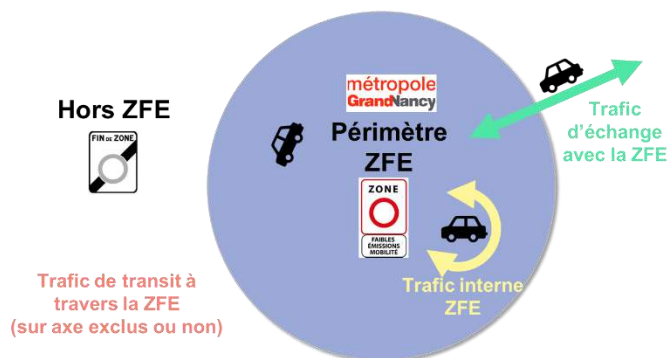 métropole
GrandNancy
Hors ZFE
FIN DE ZONE
Périmètre
ZFE
ZONE
FAIBLES
ÉMISSIONS
MOBILITÉ
Trafic
d'échange
avec la ZFE
Trafic interne
ZFE
Trafic de transit à
travers la ZFE
(sur axe exclus ou non)